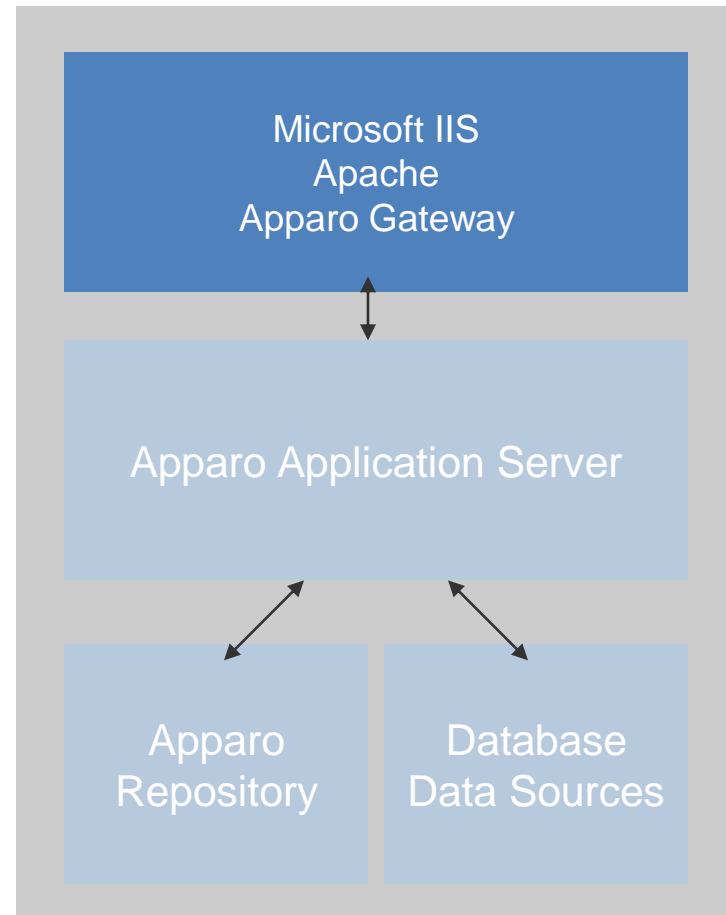 Microsoft IIS
Apache
Apparo Gateway
Apparo Application Server
Apparo
Repository
Database
Data Sources